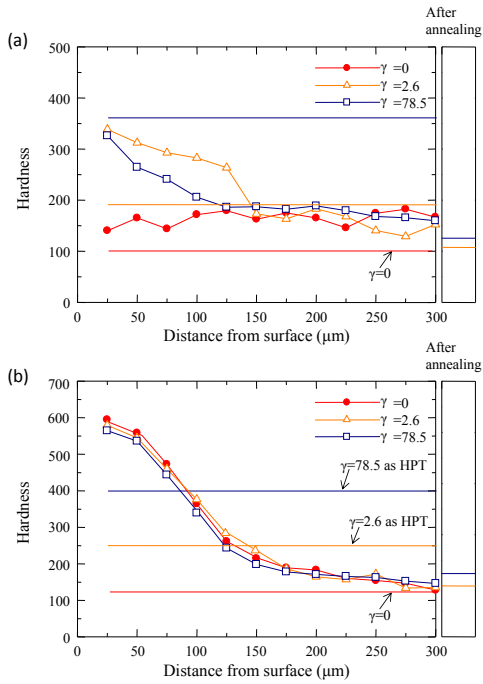 After
annealing
(a)
500
400
300
200
100
0
Hardness
γ =0
γ =2.6
γ =78.5
γ=0
0 50 100 150 200 250 300
Distance from surface (μm)
After
annealing
(b)
700
600
500
400
300
200
100
0
Hardness
γ =0
γ =2.6
γ =78.5
γ=78.5 as HPT
γ=2.6 as HPT
γ=0
0 50 100 150 200 250 300
Distance from surface (μm)